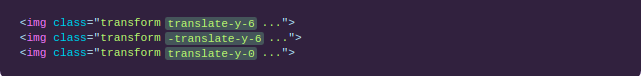 <img class="transform translate-y-6 ...">
<img class="transform -translate-y-6 ...">
<img class="transform translate-y-0 ...">